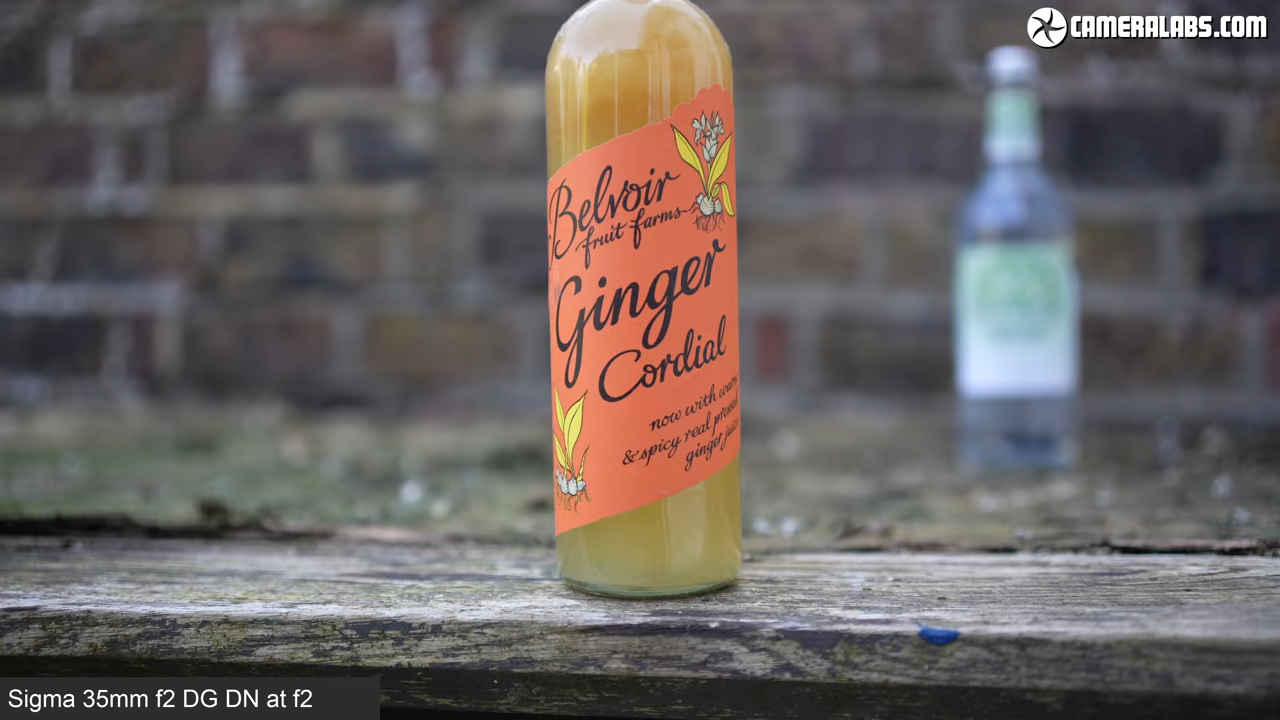 CAMERALABS.COM
Belvoir
fruit farms
Ginger
Cordial
now with warm
& spicy real pressed
ginger juice
Sigma 35mm f2 DG DN at f2